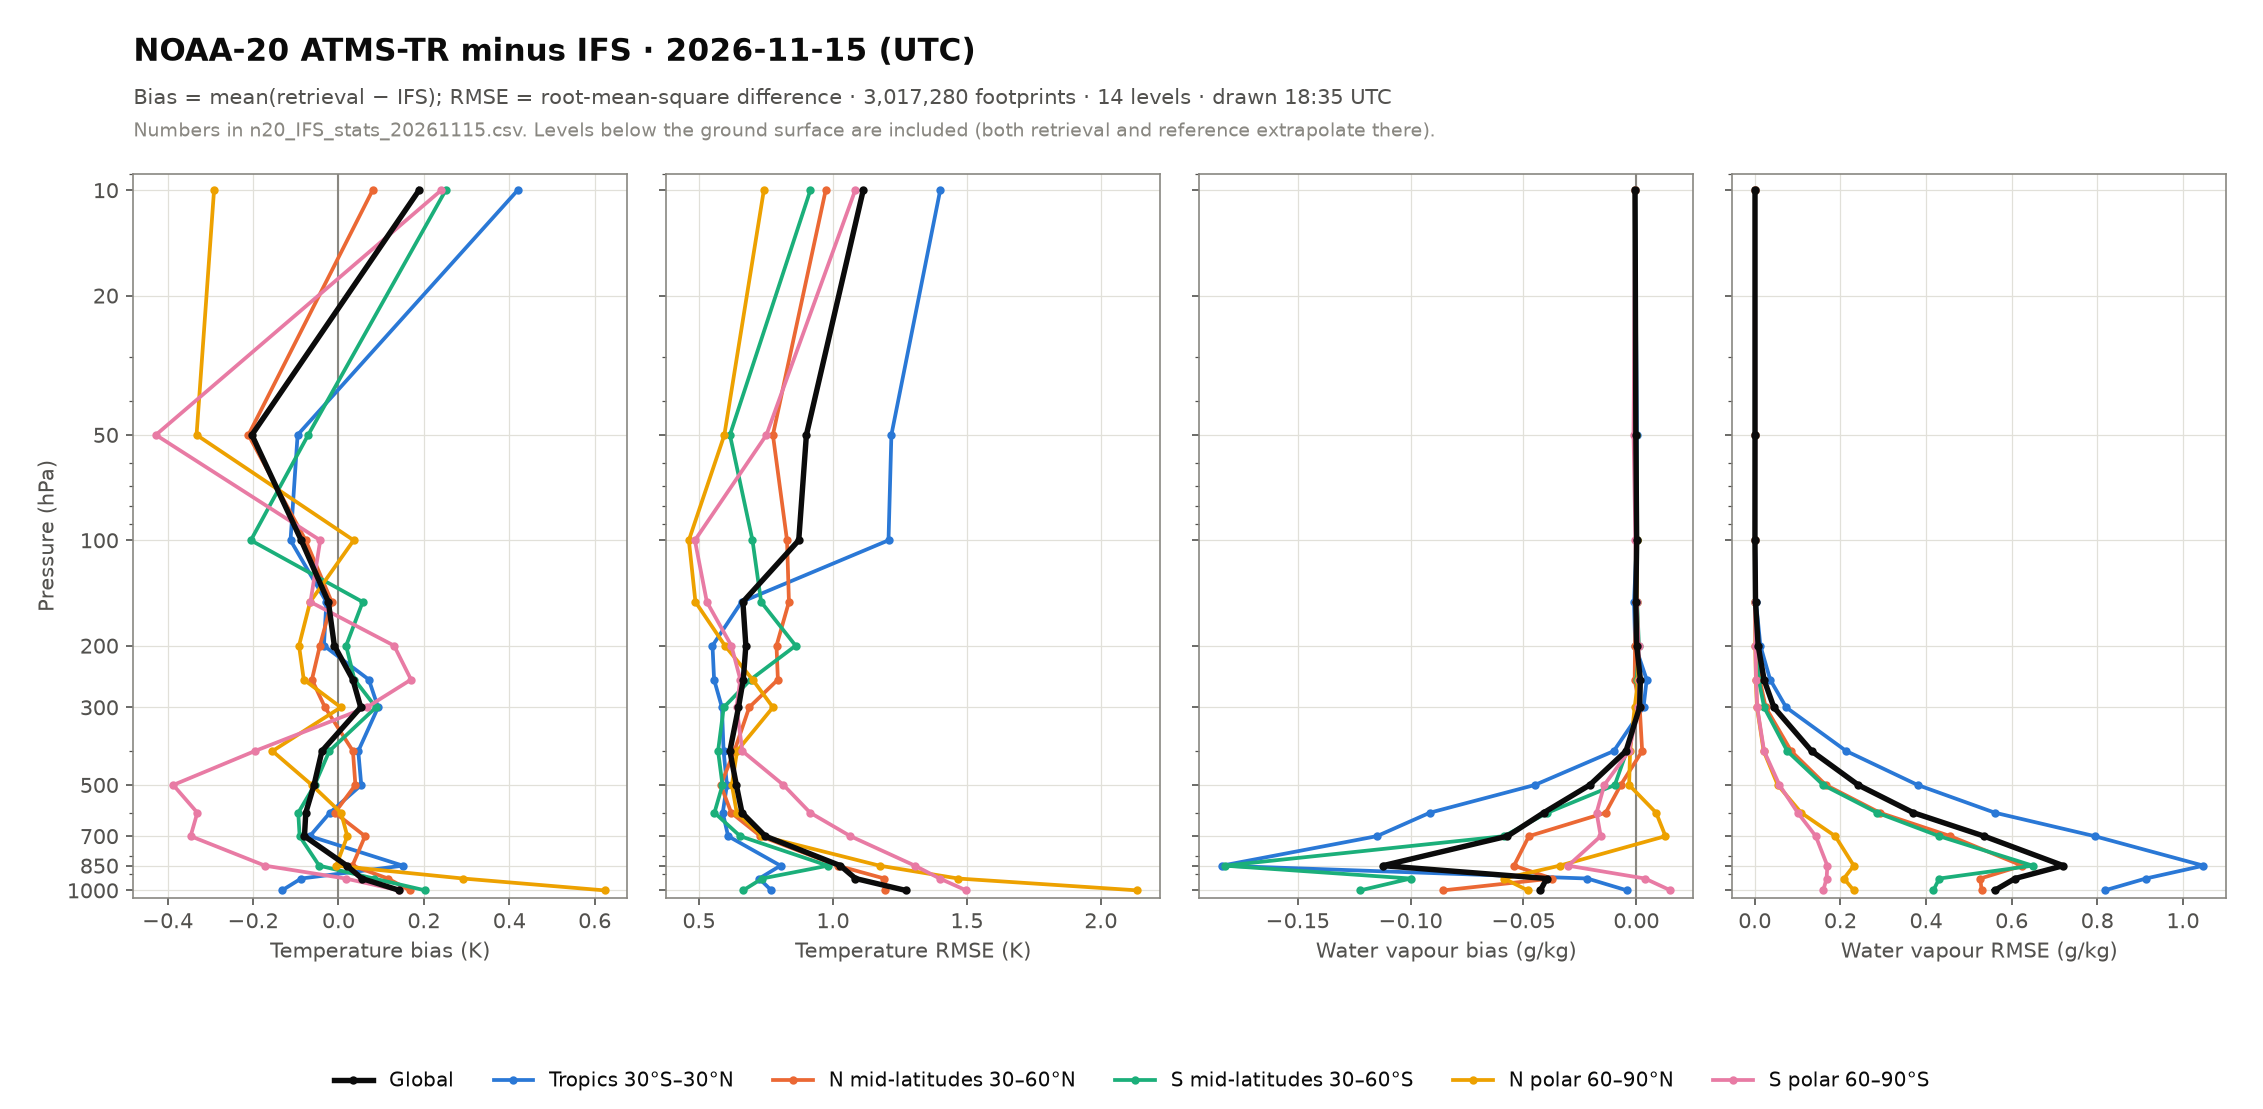 NOAA-20 ATMS-TR minus IFS · 2026-11-15 (UTC)
Bias = mean(retrieval − IFS); RMSE = root-mean-square difference · 3,017,280 footprints · 14 levels · drawn 18:35 UTC
Numbers in n20_IFS_stats_20261115.csv. Levels below the ground surface are included (both retrieval and reference extrapolate there).
Pressure (hPa)
10
20
50
100
200
300
500
700
850
1000
−0.4 −0.2 0.0 0.2 0.4 0.6
Temperature bias (K)
0.5 1.0 1.5 2.0
Temperature RMSE (K)
−0.15 −0.10 −0.05 0.00
Water vapour bias (g/kg)
0.0 0.2 0.4 0.6 0.8 1.0
Water vapour RMSE (g/kg)
Global Tropics 30°S–30°N N mid-latitudes 30–60°N S mid-latitudes 30–60°S N polar 60–90°N S polar 60–90°S